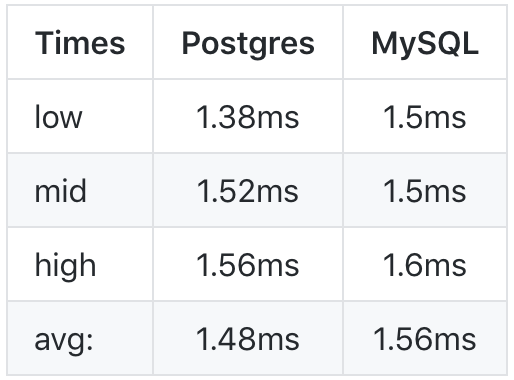 Times Postgres MySQL
low 1.38ms 1.5ms
mid 1.52ms 1.5ms
high 1.56ms 1.6ms
avg: 1.48ms 1.56ms